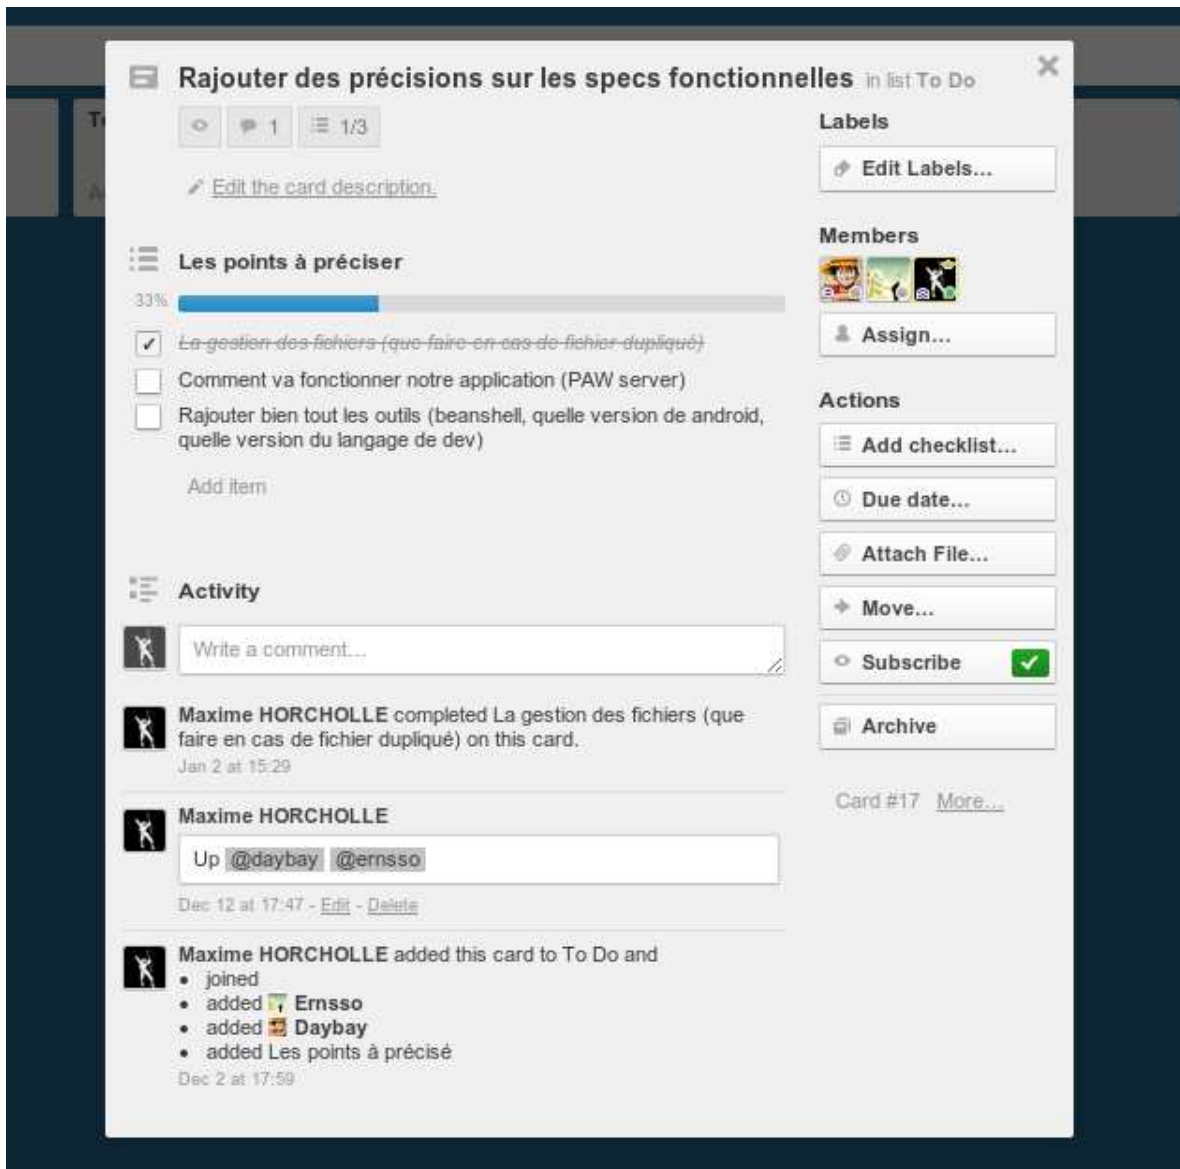 Rajouter des précisions sur les specs fonctionnelles in list To Do
1 1/3
Edit the card description.
Les points à préciser
33%
La gestion des fichiers (que faire en cas de fichier dupliqué)
Comment va fonctionner notre application (PAW server)
Rajouter bien tout les outils (beanshell, quelle version de android,
quelle version du langage de dev)
Add item
Activity
Write a comment...
Maxime HORCHOLLE completed La gestion des fichiers (que
faire en cas de fichier dupliqué) on this card.
Jan 2 at 15:29
Maxime HORCHOLLE
Up @daybay @ernsso
Dec 12 at 17:47 - Edit - Delete
Maxime HORCHOLLE added this card to To Do and
• joined
• added Ernsso
• added Daybay
• added Les points à précisé
Dec 2 at 17:59
Labels
Edit Labels...
Members
Assign...
Actions
Add checklist...
Due date...
Attach File...
Move...
Subscribe
Archive
Card #17 More...